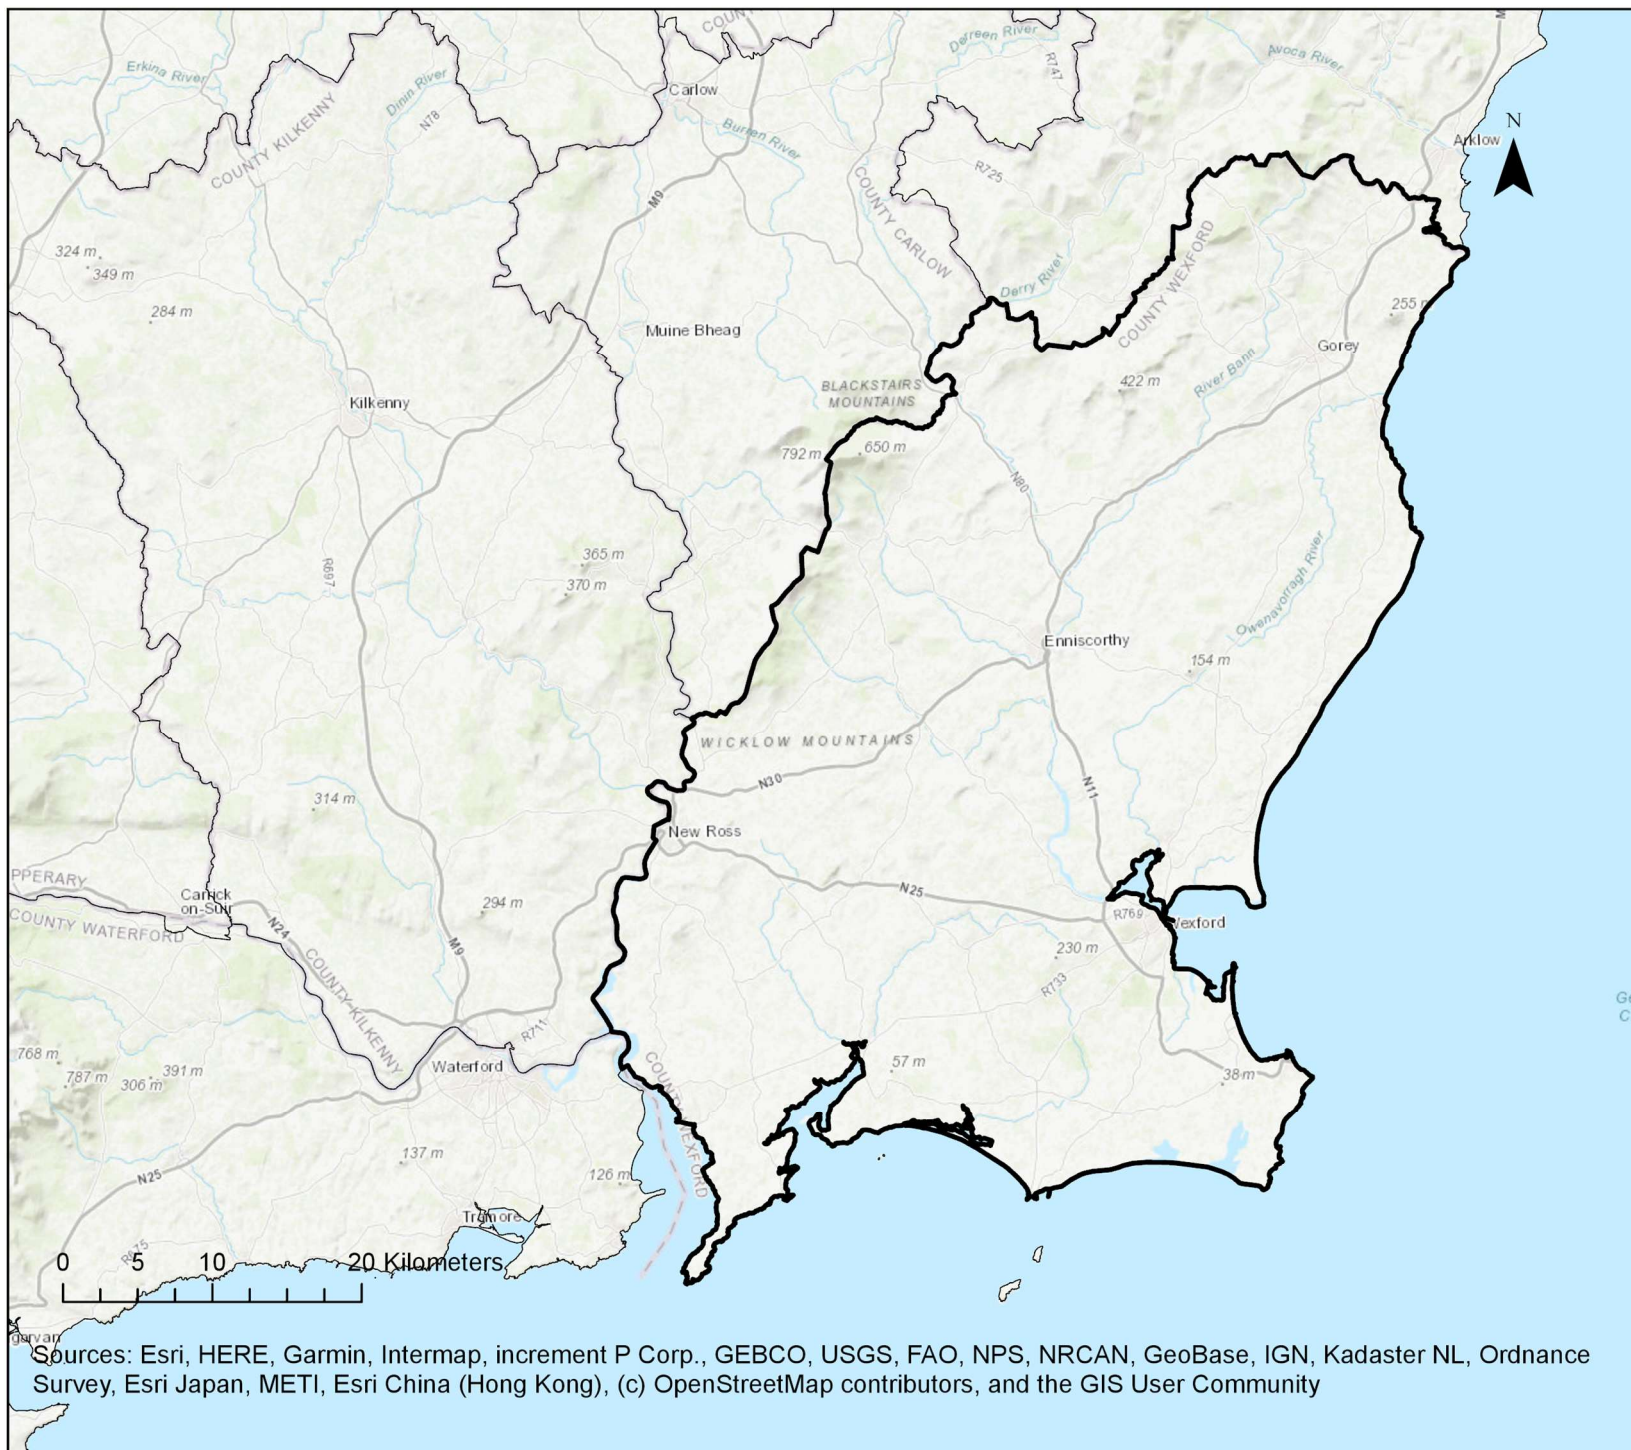 COUN
M
Erkina River
Dinin River
N78
COUNTY KILKENNY
Carlow
Burren River
M9
Derreen River
R747
Avoca River
Arklow
N
R725
COUNTY CARLOW
COUNTY WEXFORD
Derry River
324 m
349 m
284 m
255 m
Muine Bheag
Gorey
BLACKSTAIRS
MOUNTAINS
422 m
River Bann
Kilkenny
792 m
650 m
N80
R697
365 m
370 m
Owenavorragh River
Enniscorthy
154 m
WICKLOW MOUNTAINS
N30
N11
314 m
New Ross
PPERARY
Carrick
on-Suir
COUNTY WATERFORD
N24
294 m
M9
N25
R769
Wexford
230 m
R733
COUNTY KILKENNY
R711
Ge
C
768 m
787 m
306 m
391 m
Waterford
COUNTY WEXFORD
57 m
38 m
137 m
N25
126 m
Tramore
R675
0 5 10 20 Kilometers
garvan
Sources: Esri, HERE, Garmin, Intermap, increment P Corp., GEBCO, USGS, FAO, NPS, NRCAN, GeoBase, IGN, Kadaster NL, Ordnance
Survey, Esri Japan, METI, Esri China (Hong Kong), (c) OpenStreetMap contributors, and the GIS User Community